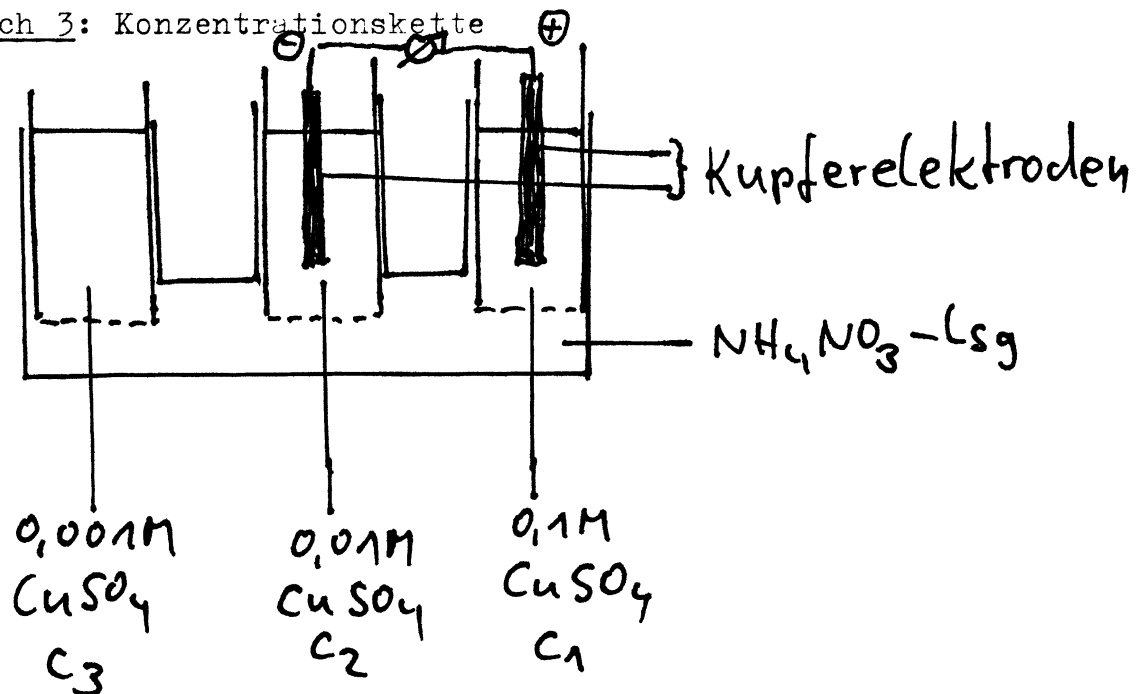 ch 3: Konzentrationskette
⊖ ⊕
Kupferelektroden
NH₄NO₃-Lsg
0,001M
CuSO₄
C₃
0,01M
CuSO₄
C₂
0,1M
CuSO₄
C₁